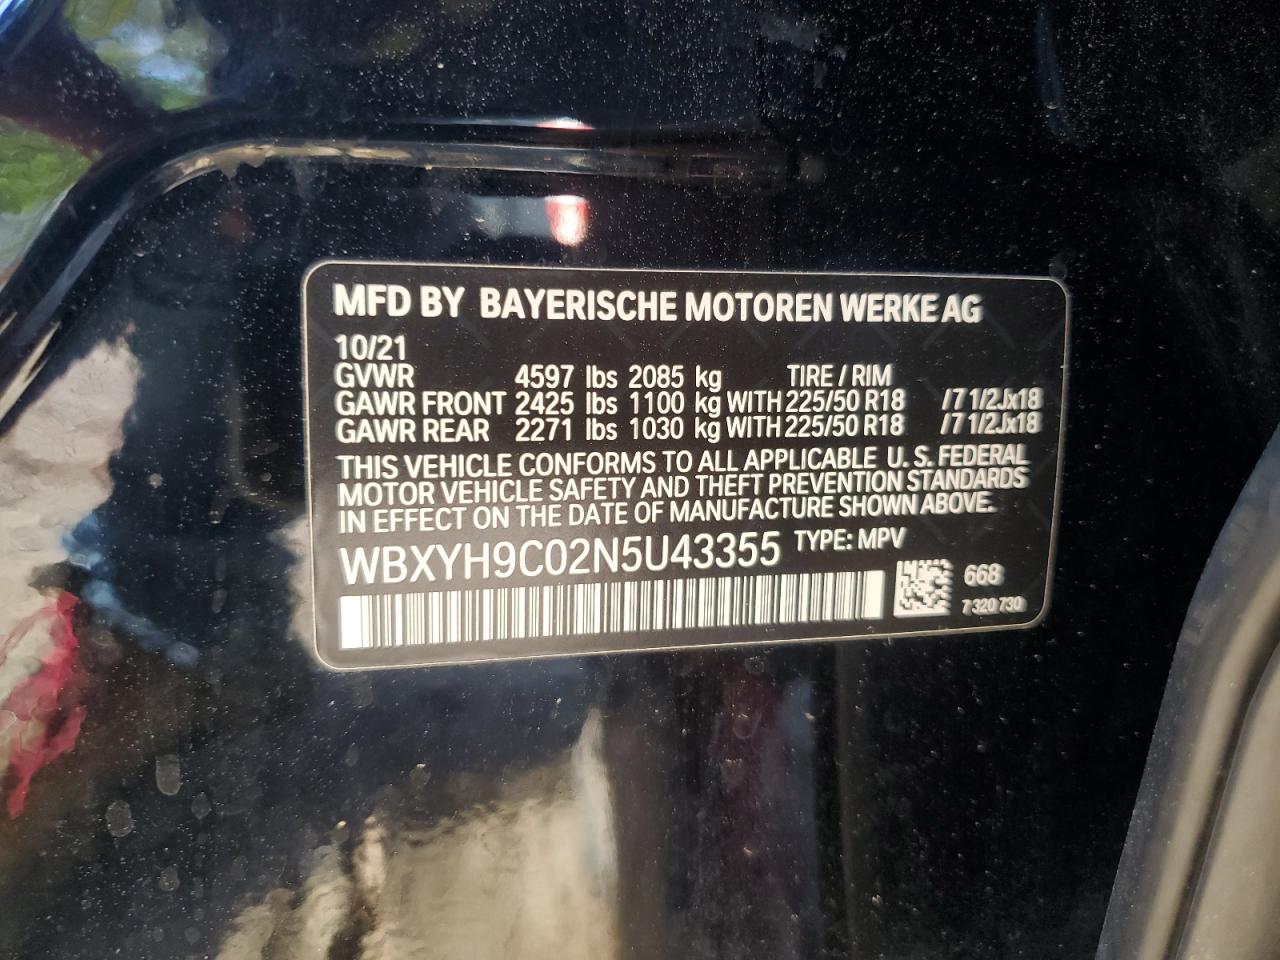 MFD BY BAYERISCHE MOTOREN WERKE AG
10/21
GVWR 4597 lbs 2085 kg TIRE / RIM
GAWR FRONT 2425 lbs 1100 kg WITH 225/50 R18 /7 1/2Jx18
GAWR REAR 2271 lbs 1030 kg WITH 225/50 R18 /7 1/2Jx18
THIS VEHICLE CONFORMS TO ALL APPLICABLE U. S. FEDERAL
MOTOR VEHICLE SAFETY AND THEFT PREVENTION STANDARDS
IN EFFECT ON THE DATE OF MANUFACTURE SHOWN ABOVE.
WBXYH9C02N5U43355 TYPE: MPV
668
7 320 730